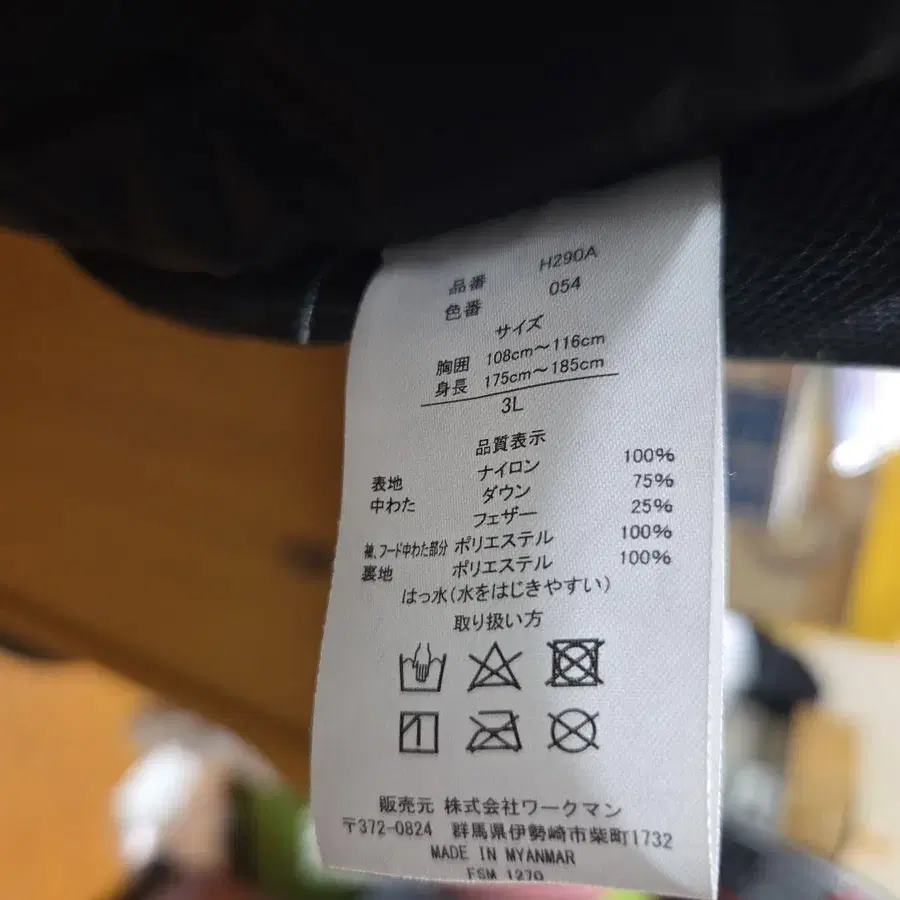 品番 H290A
色番 054
サイズ
胸囲 108cm～116cm
身長 175cm～185cm
3L
品質表示
表地 ナイロン 100%
中わた ダウン 75%
フェザー 25%
袖、フード中わた部分 ポリエステル 100%
裏地 ポリエステル 100%
はっ水(水をはじきやすい)
取り扱い方
販売元 株式会社ワークマン
〒372-0824 群馬県伊勢崎市柴町1732
MADE IN MYANMAR
FSM 1270